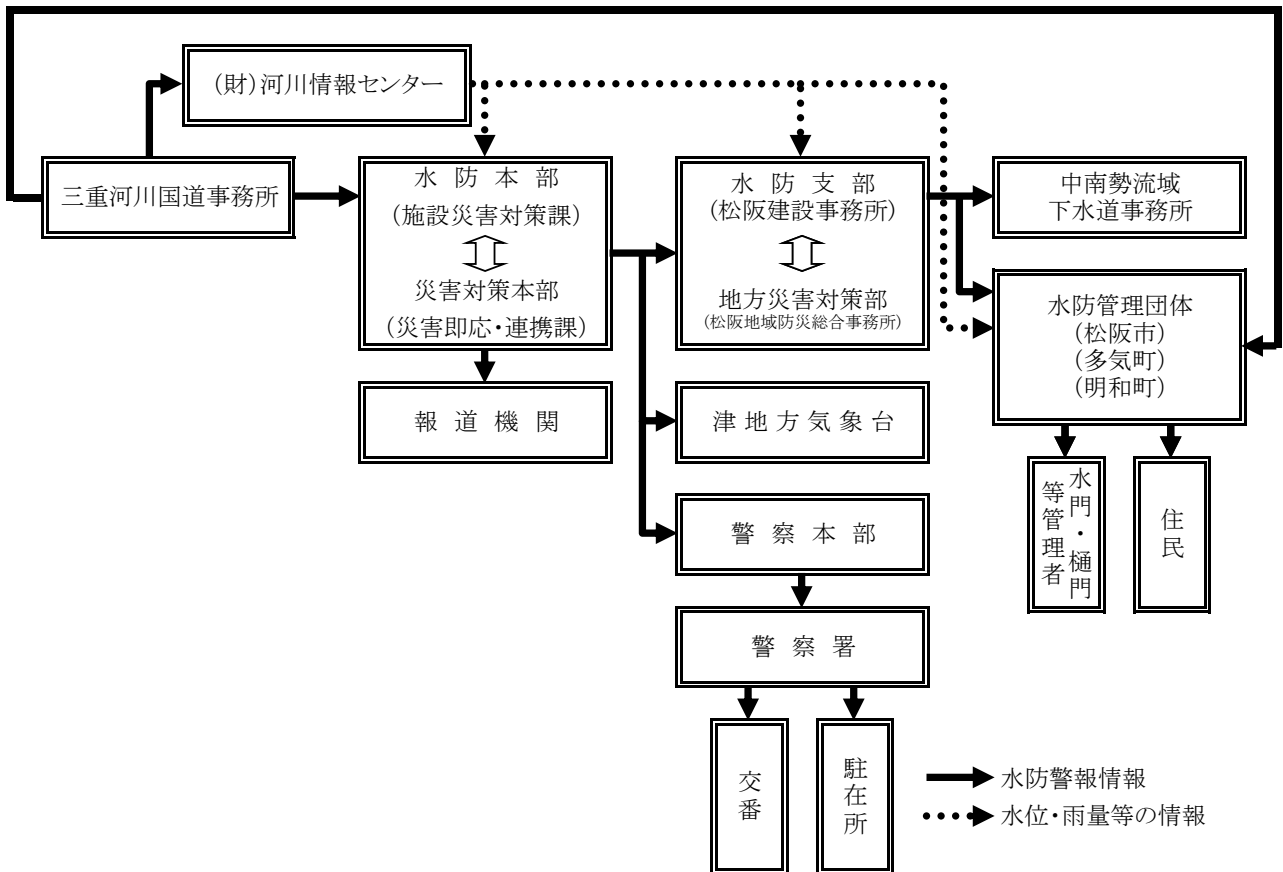 (財)河川情報センター
三重河川国道事務所
水防本部
(施設災害対策課)
災害対策本部
(災害即応・連携課)
水防支部
(松阪建設事務所)
地方災害対策部
(松阪地域防災総合事務所)
中南勢流域
下水道事務所
水防管理団体
(松阪市)
(多気町)
(明和町)
報道機関
津地方気象台
警察本部
警察署
交番
駐在所
水門・樋門
等管理者
住民
水防警報情報
水位・雨量等の情報